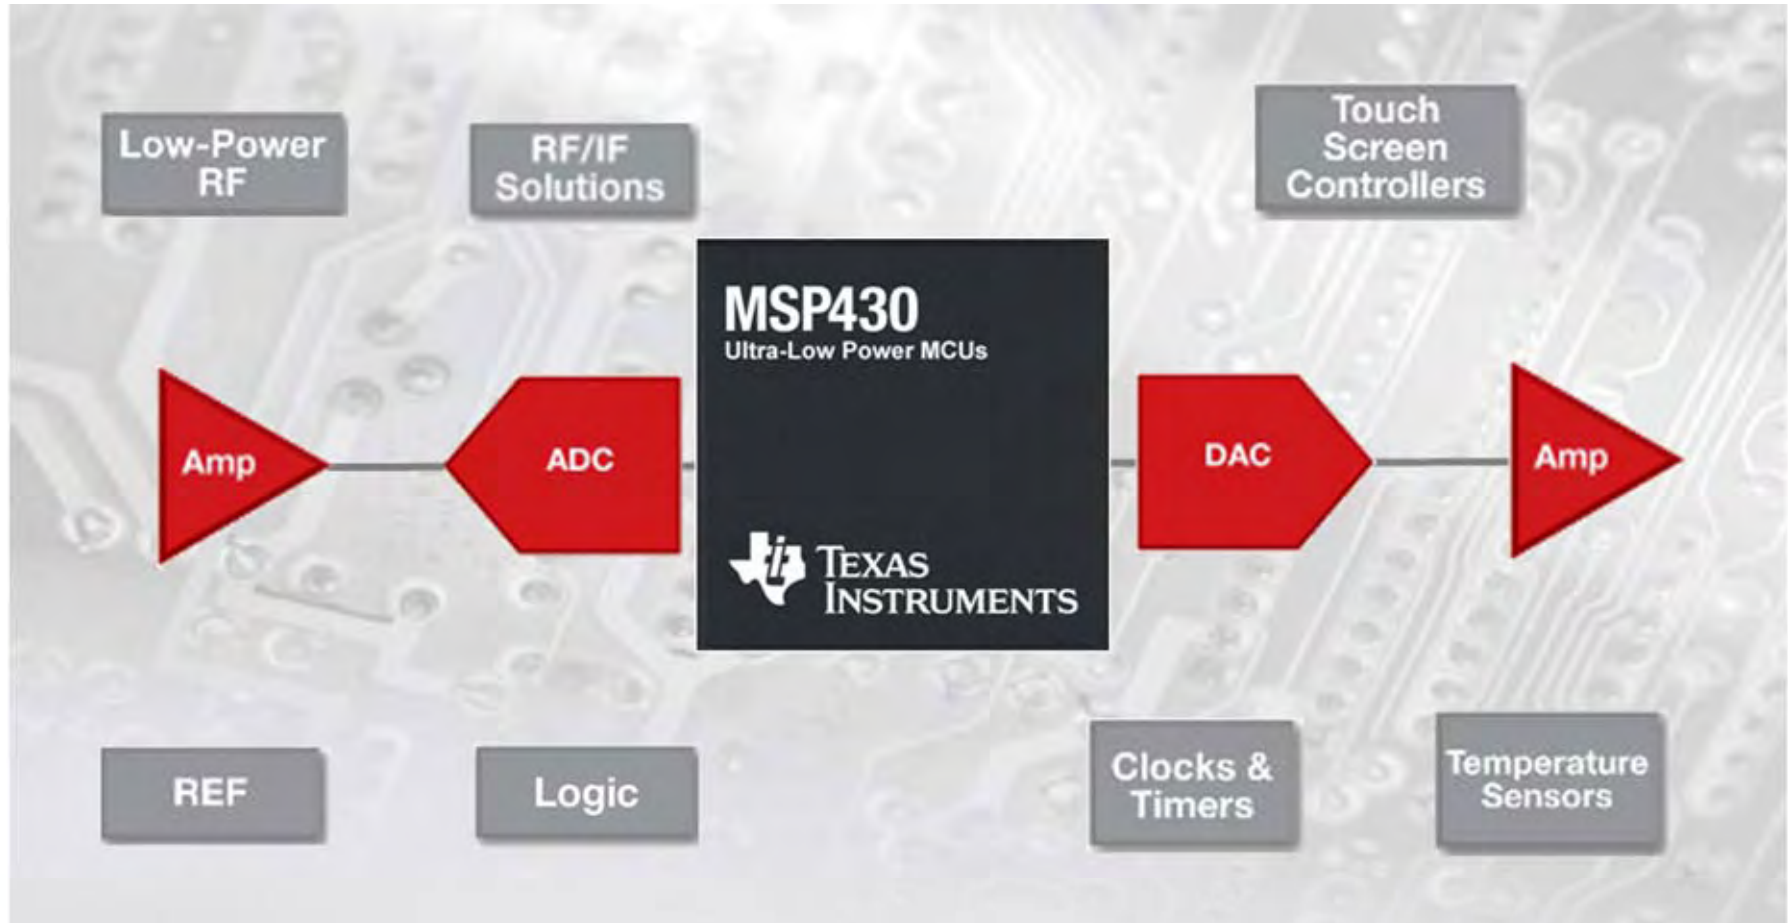 Low-Power
RF
RF/IF
Solutions
Touch
Screen
Controllers
MSP430
Ultra-Low Power MCUs
Amp
ADC
DAC
Amp
TEXAS
INSTRUMENTS
REF
Logic
Clocks &
Timers
Temperature
Sensors